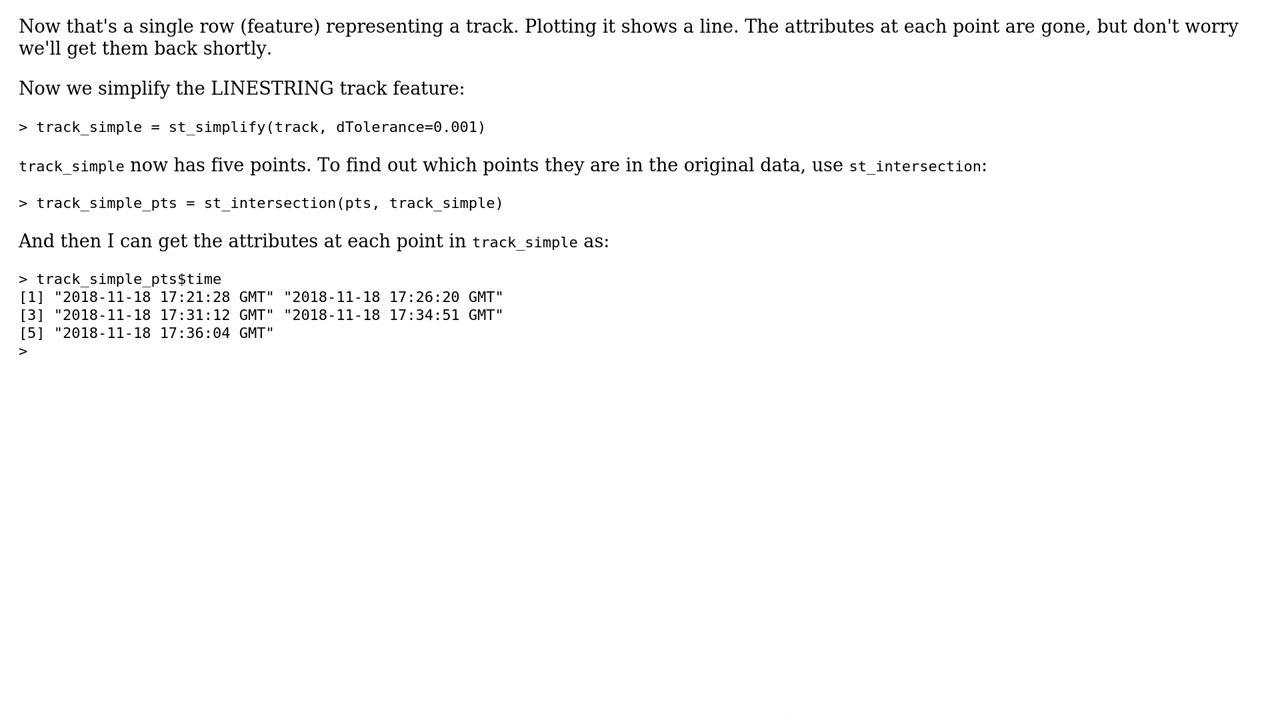 Now that's a single row (feature) representing a track. Plotting it shows a line. The attributes at each point are gone, but don't worry
we'll get them back shortly.
Now we simplify the LINESTRING track feature:
> track_simple = st_simplify(track, dTolerance=0.001)
track_simple now has five points. To find out which points they are in the original data, use st_intersection:
> track_simple_pts = st_intersection(pts, track_simple)
And then I can get the attributes at each point in track_simple as:
> track_simple_pts$time
[1] "2018-11-18 17:21:28 GMT" "2018-11-18 17:26:20 GMT"
[3] "2018-11-18 17:31:12 GMT" "2018-11-18 17:34:51 GMT"
[5] "2018-11-18 17:36:04 GMT"
>